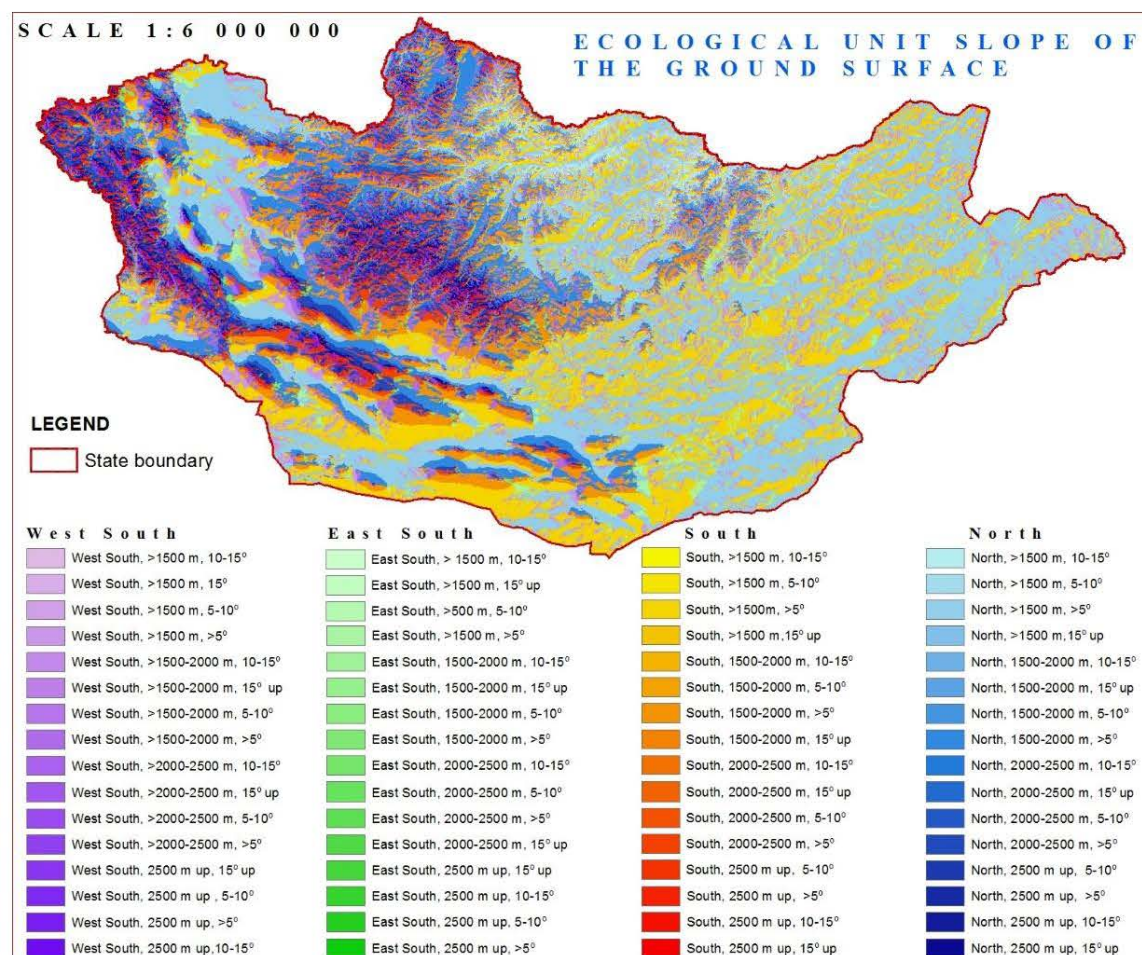 SCALE 1:6 000 000
ECOLOGICAL UNIT SLOPE OF
THE GROUND SURFACE
LEGEND
State boundary
West South
West South, >1500 m, 10-15°
West South, >1500 m, 15°
West South, >1500 m, 5-10°
West South, >1500 m, >5°
West South, >1500-2000 m, 10-15°
West South, >1500-2000 m, 15° up
West South, >1500-2000 m, 5-10°
West South, >1500-2000 m, >5°
West South, >2000-2500 m, 10-15°
West South, >2000-2500 m, 15° up
West South, >2000-2500 m, 5-10°
West South, >2000-2500 m, >5°
West South, 2500 m up, 15° up
West South, 2500 m up , 5-10°
West South, 2500 m up, >5°
West South, 2500 m up,10-15°
East South
East South, > 1500 m, 10-15°
East South, >1500 m, 15° up
East South, >500 m, 5-10°
East South, >1500 m, >5°
East South, 1500-2000 m, 10-15°
East South, 1500-2000 m, 15° up
East South, 1500-2000 m, 5-10°
East South, 1500-2000 m, >5°
East South, 2000-2500 m, 10-15°
East South, 2000-2500 m, 5-10°
East South, 2000-2500 m, >5°
East South, 2000-2500 m, 15° up
East South, 2500 m up, 15° up
East South, 2500 m up, 10-15°
East South, 2500 m up, 5-10°
East South, 2500 m up, >5°
South
South, >1500 m, 10-15°
South, >1500 m, 5-10°
South, >1500m, >5°
South, >1500 m,15° up
South, 1500-2000 m, 10-15°
South, 1500-2000 m, 5-10°
South, 1500-2000 m, >5°
South, 1500-2000 m, 15° up
South, 2000-2500 m, 10-15°
South, 2000-2500 m, 15° up
South, 2000-2500 m, 5-10°
South, 2000-2500 m, >5°
South, 2500 m up, 5-10°
South, 2500 m up, >5°
South, 2500 m up, 10-15°
South, 2500 m up, 15° up
North
North, >1500 m, 10-15°
North, >1500 m, 5-10°
North, >1500 m, >5°
North, >1500 m,15° up
North, 1500-2000 m, 10-15°
North, 1500-2000 m, 15° up
North, 1500-2000 m, 5-10°
North, 1500-2000 m, >5°
North, 2000-2500 m, 10-15°
North, 2000-2500 m, 15° up
North, 2000-2500 m, 5-10°
North, 2000-2500 m, >5°
North, 2500 m up, 5-10°
North, 2500 m up, >5°
North, 2500 m up, 10-15°
North, 2500 m up, 15° up